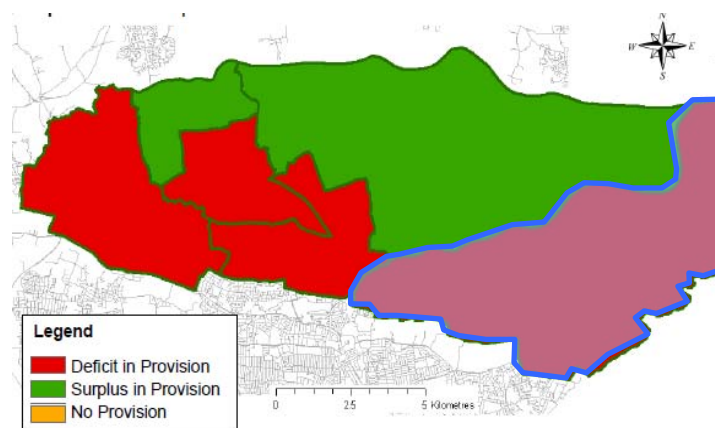 N
W E
S
Legend
Deficit in Provision
Surplus in Provision
No Provision
0 2.5 5 Kilometres